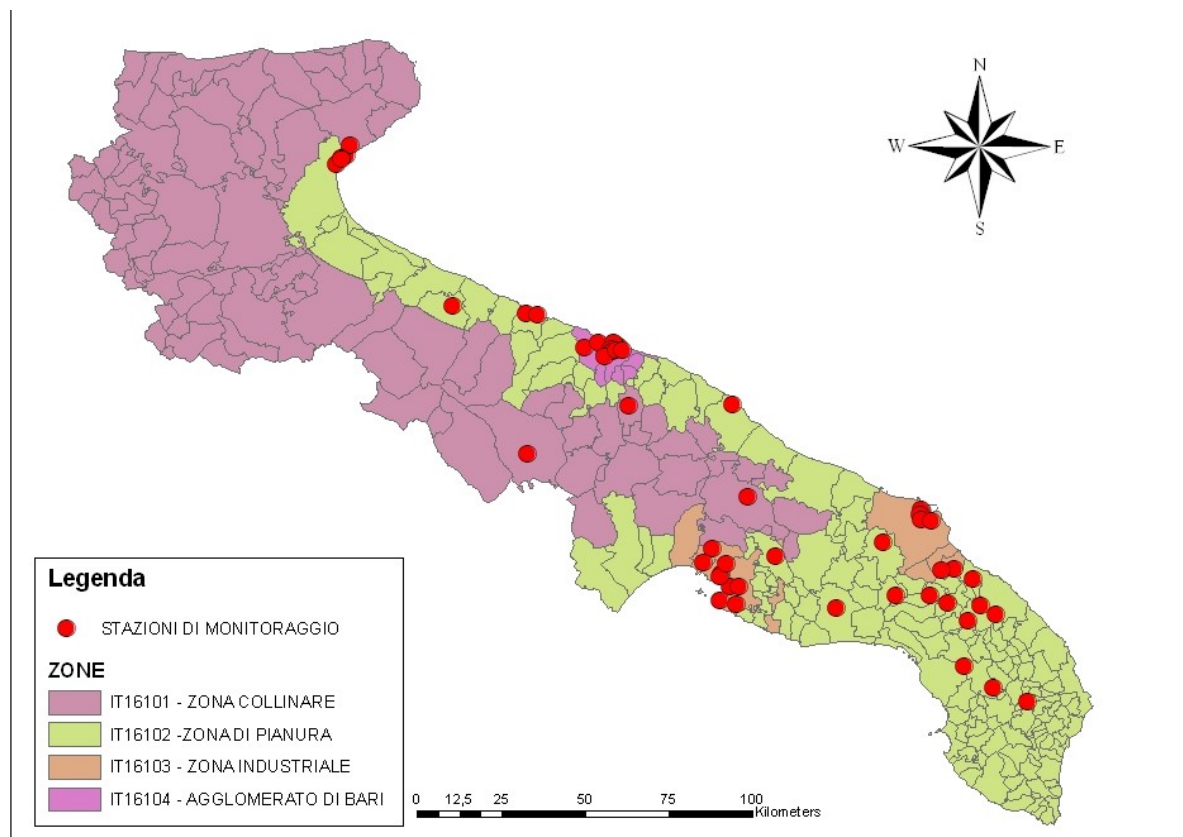 N
W
E
S
Legenda
STAZIONI DI MONITORAGGIO
ZONE
IT16101 - ZONA COLLINARE
IT16102 -ZONA DI PIANURA
IT16103 - ZONA INDUSTRIALE
IT16104 - AGGLOMERATO DI BARI
0 12,5 25 50 75 100
Kilometers